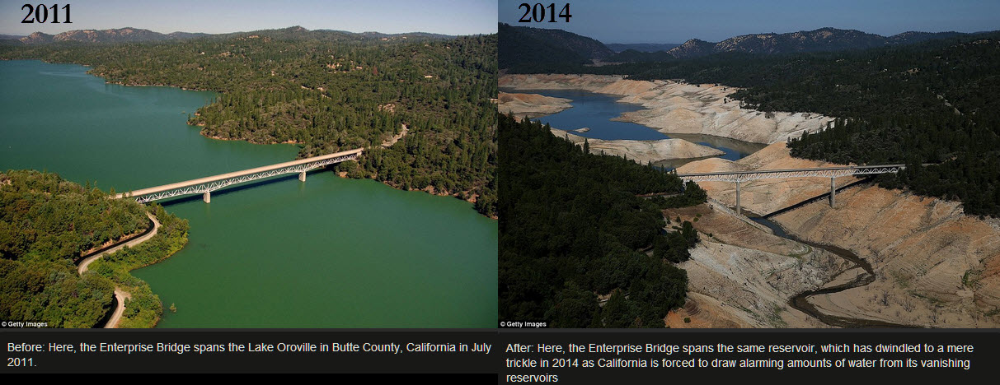 2011
2014
© Getty Images
© Getty Images
Before: Here, the Enterprise Bridge spans the Lake Oroville in Butte County, California in July
2011.
After: Here, the Enterprise Bridge spans the same reservoir, which has dwindled to a mere
trickle in 2014 as California is forced to draw alarming amounts of water from its vanishing
reservoirs